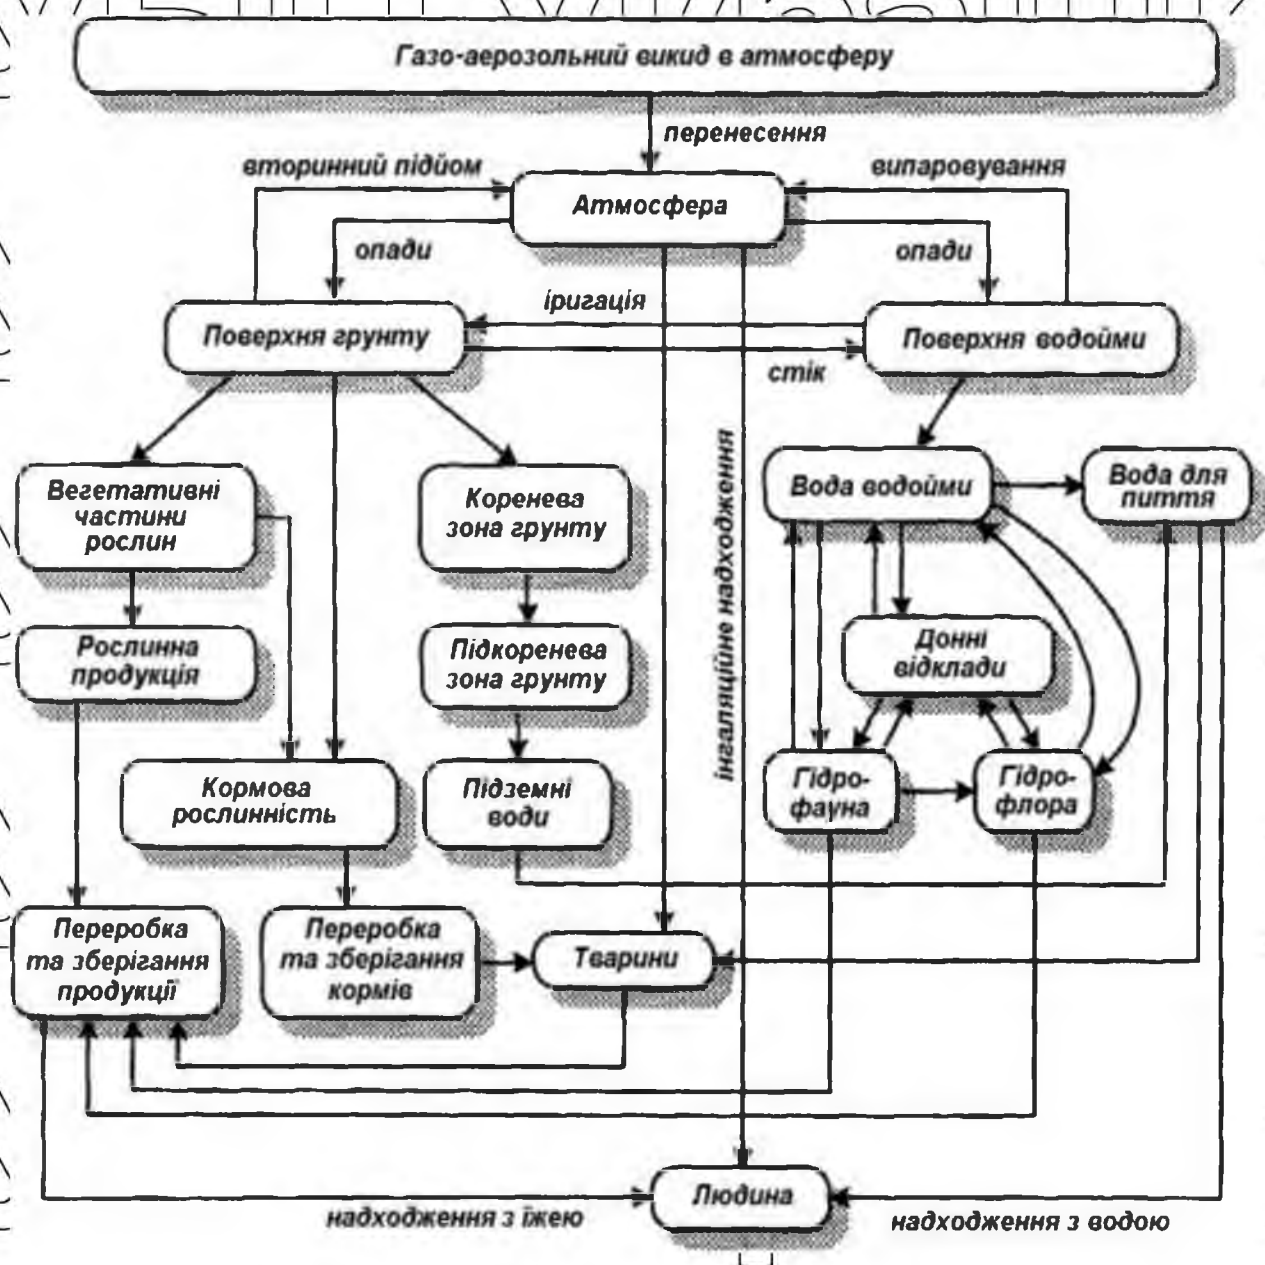 Газо-аерозольний викид в атмосферу
перенесення
вторинний підйом
випаровування
Атмосфера
опади
опади
іригація
Поверхня грунту
Поверхня водойми
стік
інгаляційне надходження
Вегетативні
частини
рослин
Коренева
зона грунту
Вода водойми
Вода для
пиття
Рослинна
продукція
Підкоренева
зона грунту
Донні
відклади
Кормова
рослинність
Підземні
води
Гідро-
фауна
Гідро-
флора
Переробка
та зберігання
продукції
Переробка
та зберігання
кормів
Тварини
Людина
надходження з їжею
надходження з водою